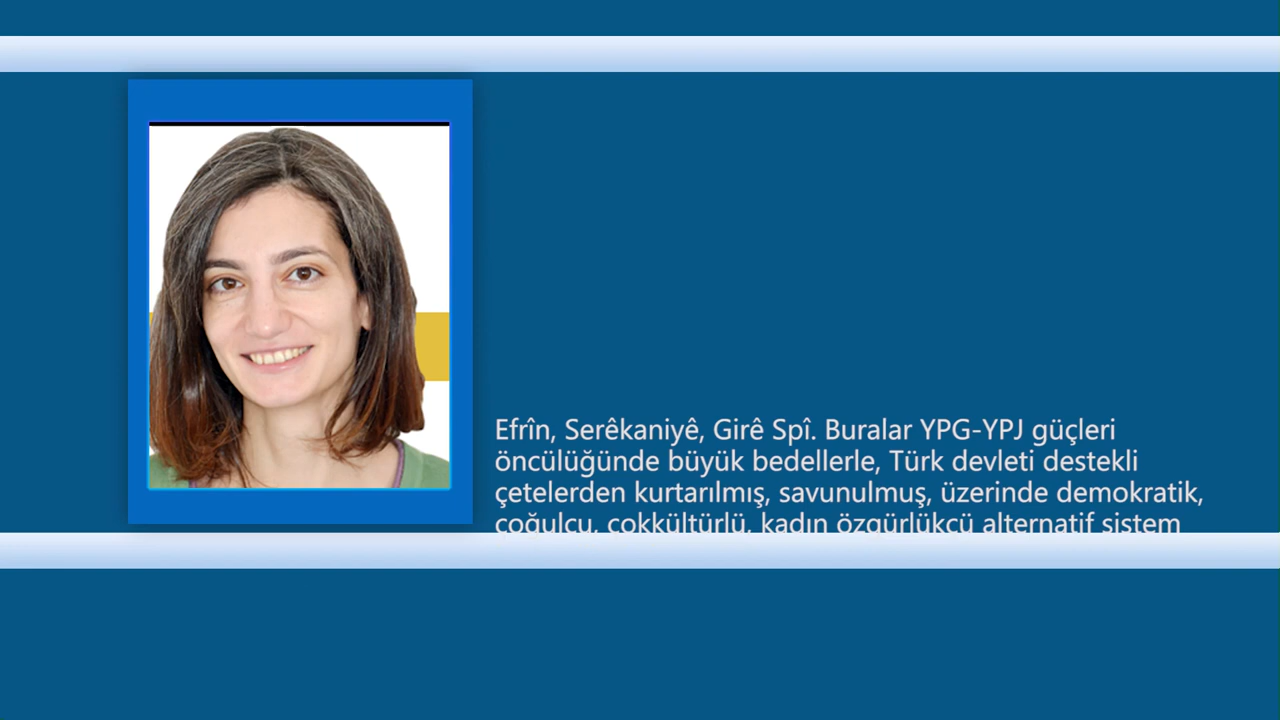 Efrîn, Serêkaniyê, Girê Spî. Buralar YPG-YPJ güçleri
öncülüğünde büyük bedellerle, Türk devleti destekli
çetelerden kurtarılmış, savunulmuş, üzerinde demokratik,
çoğulcu, çokkültürlü, kadın özgürlükçü alternatif sistem